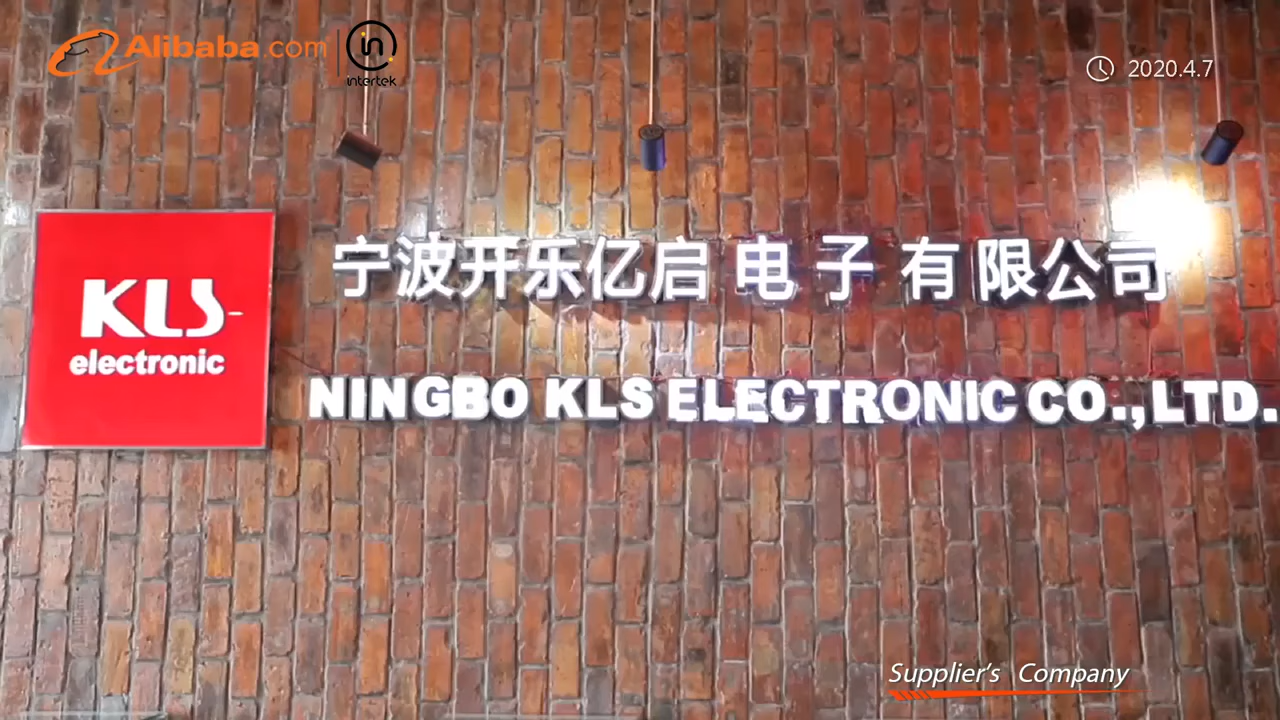 Alibaba.com
intertek
2020.4.7
KLS-
electronic
宁波开乐亿启电子有限公司
NINGBO KLS ELECTRONIC CO.,LTD.
Supplier's Company